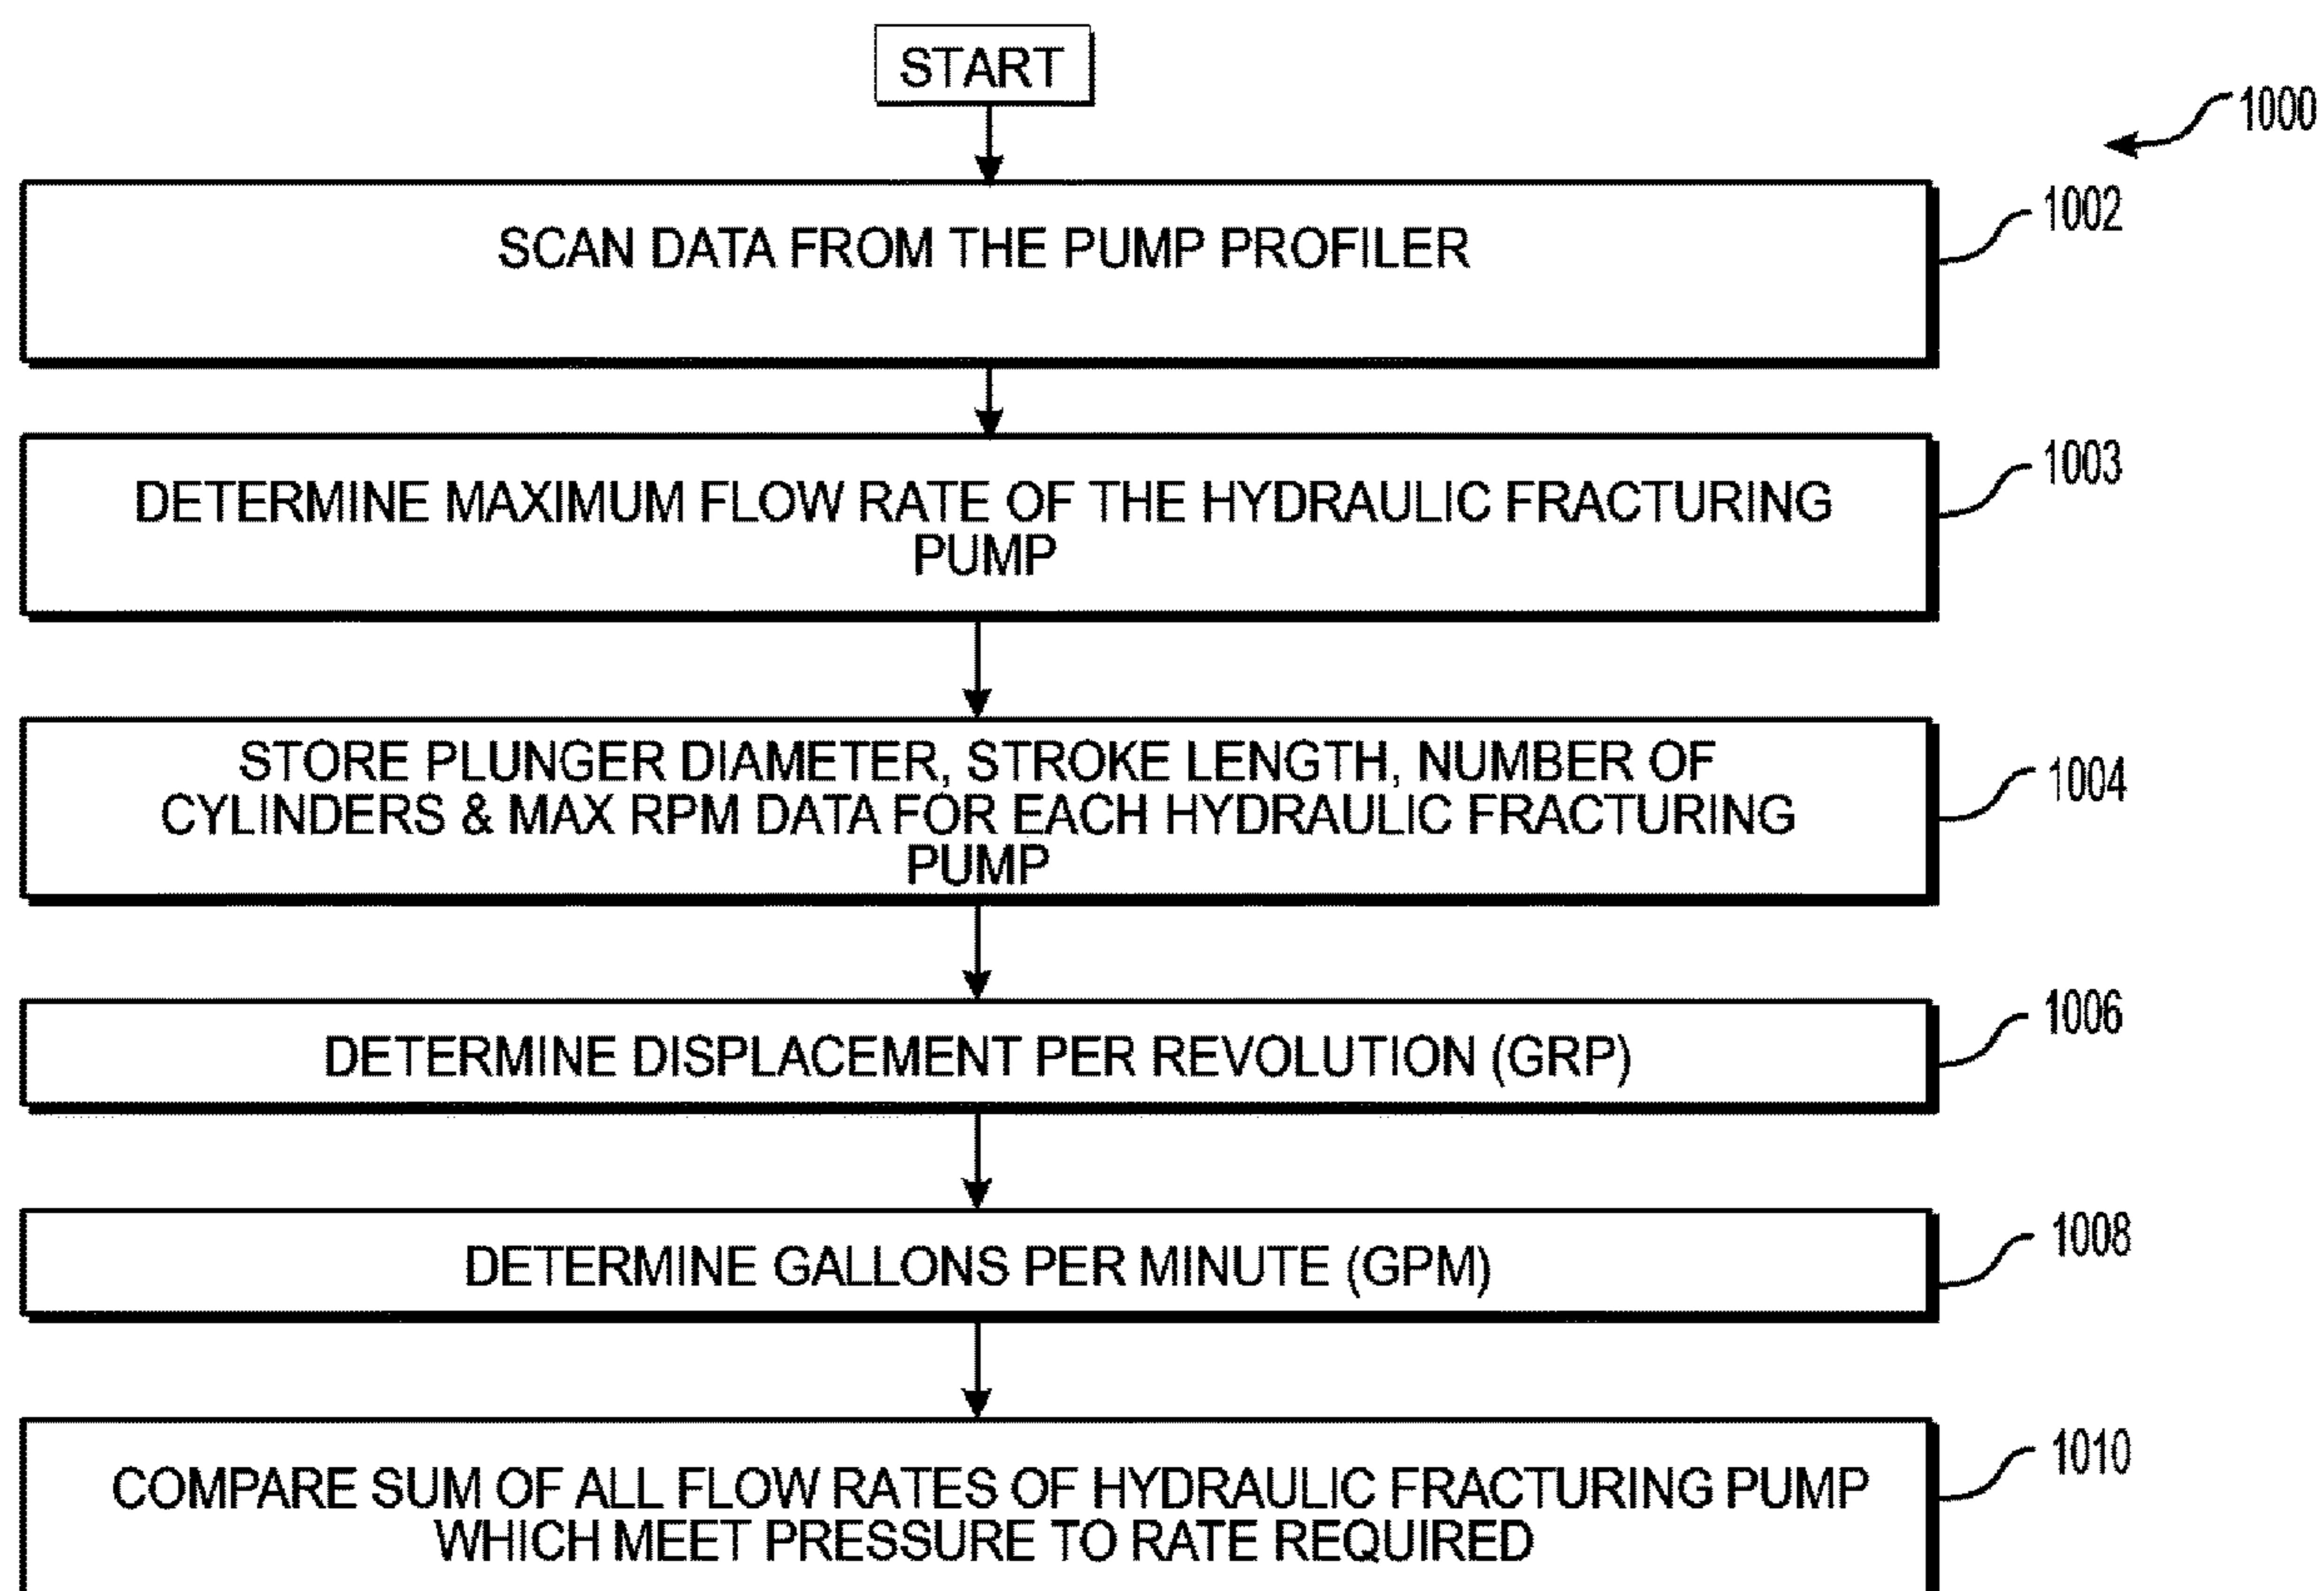 START
1000
SCAN DATA FROM THE PUMP PROFILER
1002
DETERMINE MAXIMUM FLOW RATE OF THE HYDRAULIC FRACTURING
PUMP
1003
STORE PLUNGER DIAMETER, STROKE LENGTH, NUMBER OF
CYLINDERS & MAX RPM DATA FOR EACH HYDRAULIC FRACTURING
PUMP
1004
DETERMINE DISPLACEMENT PER REVOLUTION (GRP)
1006
DETERMINE GALLONS PER MINUTE (GPM)
1008
COMPARE SUM OF ALL FLOW RATES OF HYDRAULIC FRACTURING PUMP
WHICH MEET PRESSURE TO RATE REQUIRED
1010